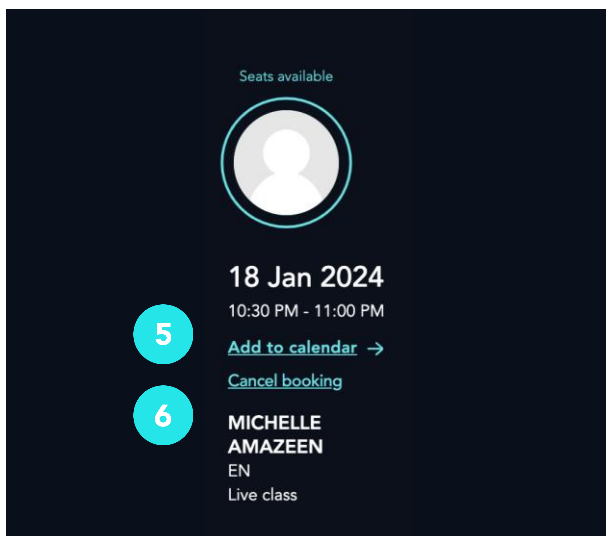 Seats available
18 Jan 2024
10:30 PM - 11:00 PM
5
Add to calendar →
Cancel booking
6
MICHELLE
AMAZEEN
EN
Live class